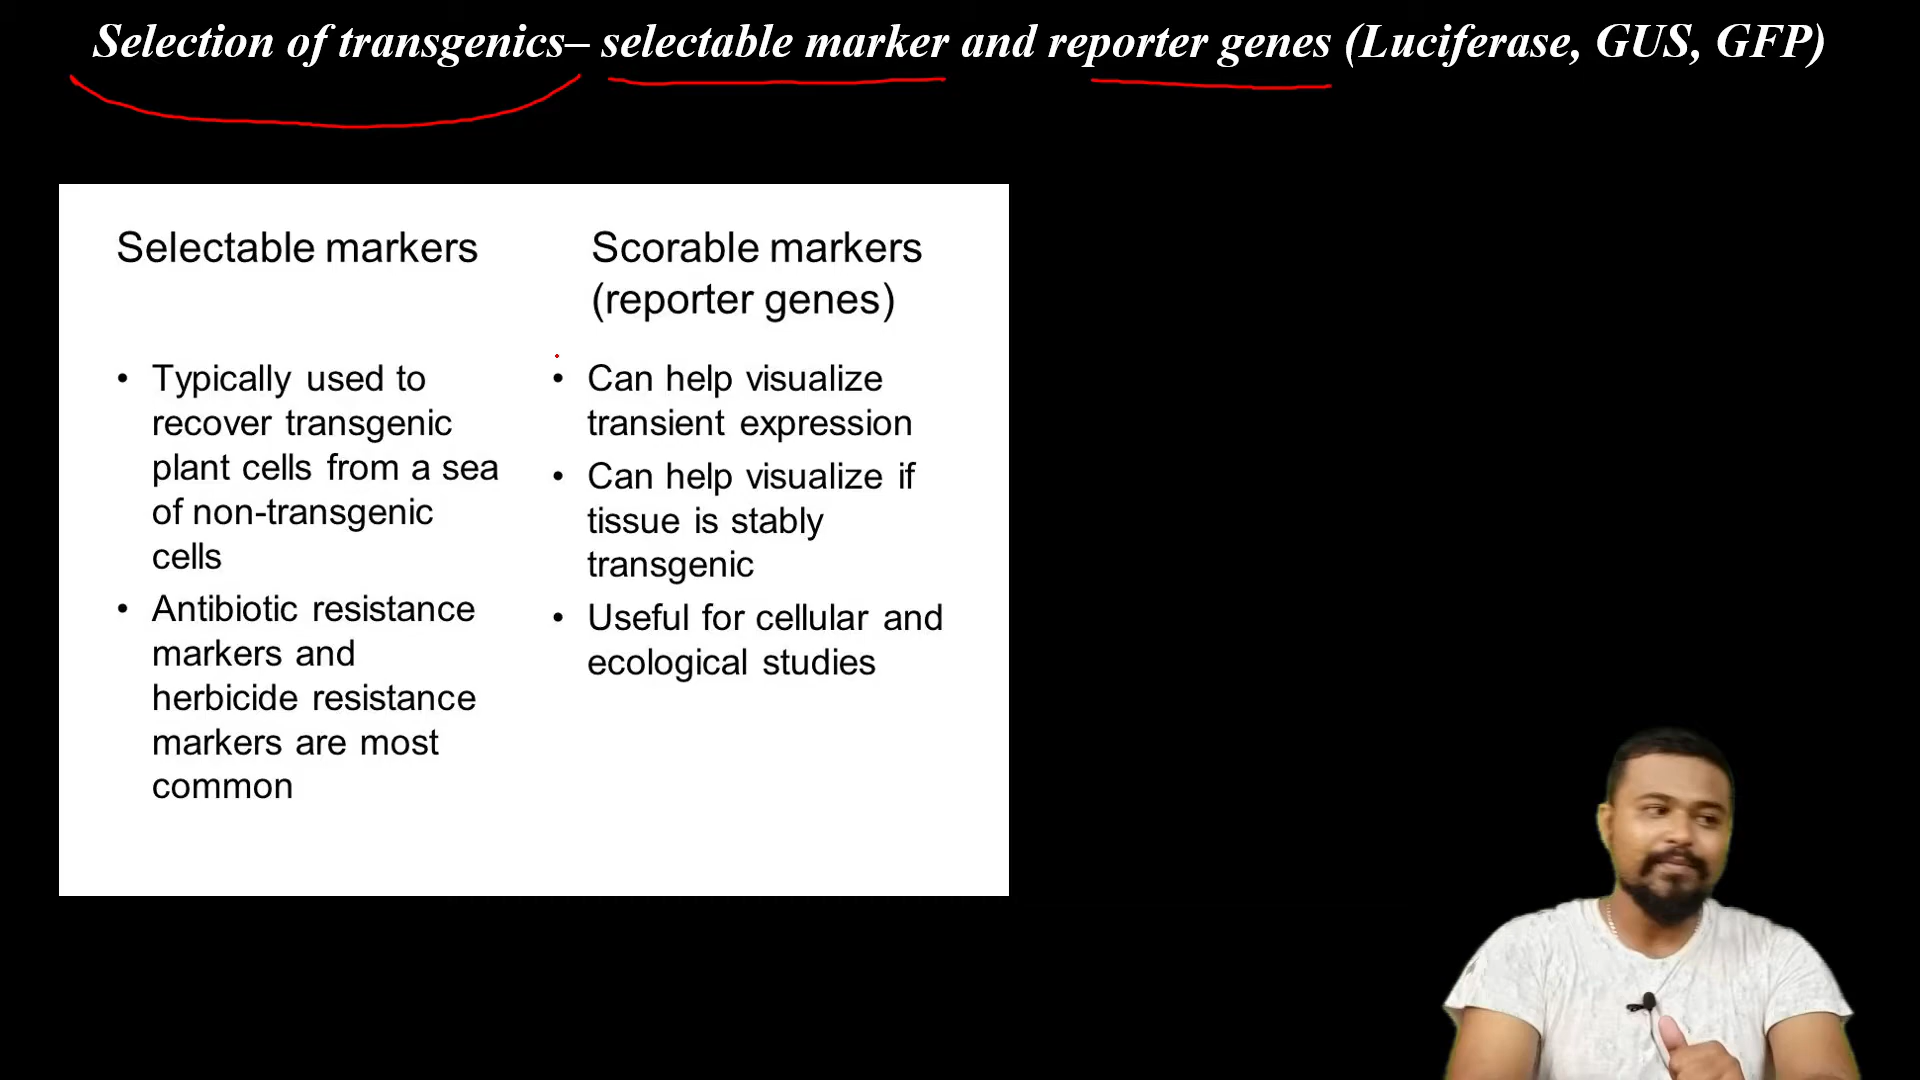 Selection of transgenics– selectable marker and reporter genes (Luciferase, GUS, GFP)
Selectable markers
• Typically used to
recover transgenic
plant cells from a sea
of non-transgenic
cells
• Antibiotic resistance
markers and
herbicide resistance
markers are most
common
Scorable markers
(reporter genes)
• Can help visualize
transient expression
• Can help visualize if
tissue is stably
transgenic
• Useful for cellular and
ecological studies